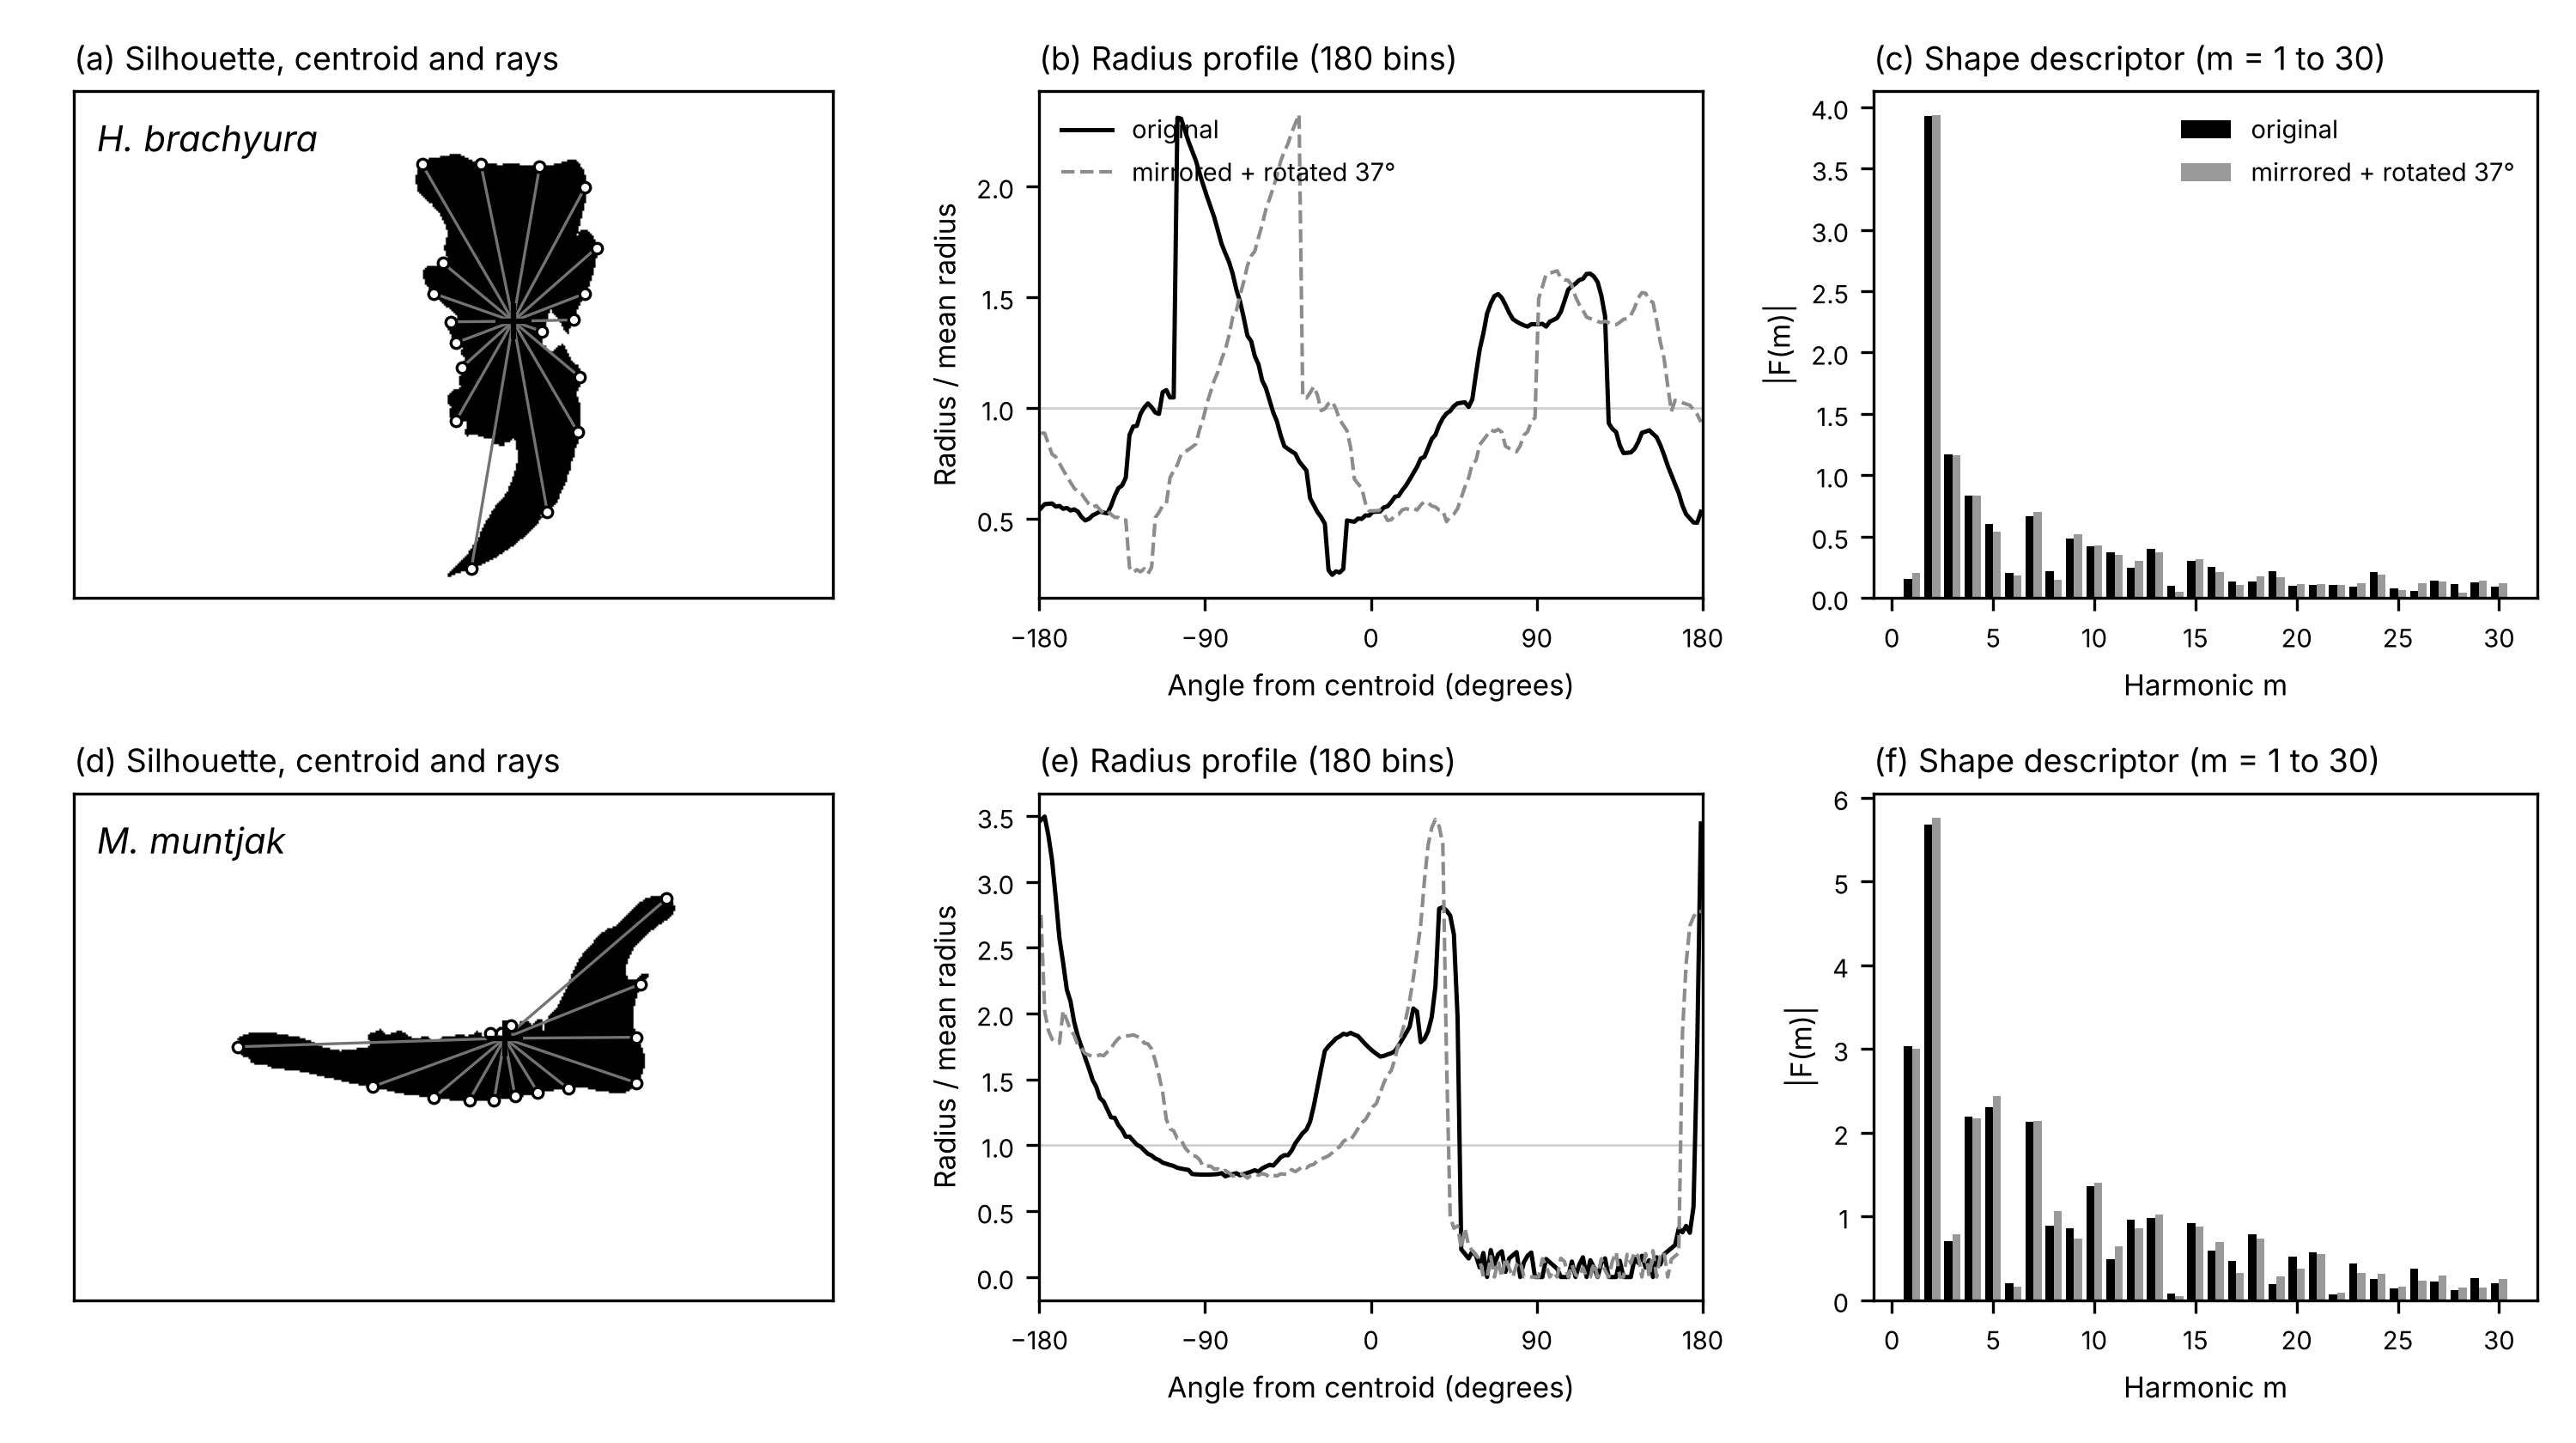 (a) Silhouette, centroid and rays
H. brachyura
(b) Radius profile (180 bins)
original
mirrored + rotated 37°
Radius / mean radius
2.0
1.5
1.0
0.5
−180
−90
0
90
180
Angle from centroid (degrees)
(c) Shape descriptor (m = 1 to 30)
original
mirrored + rotated 37°
|F(m)|
4.0
3.5
3.0
2.5
2.0
1.5
1.0
0.5
0.0
0
5
10
15
20
25
30
Harmonic m
(d) Silhouette, centroid and rays
M. muntjak
(e) Radius profile (180 bins)
Radius / mean radius
3.5
3.0
2.5
2.0
1.5
1.0
0.5
0.0
−180
−90
0
90
180
Angle from centroid (degrees)
(f) Shape descriptor (m = 1 to 30)
|F(m)|
6
5
4
3
2
1
0
0
5
10
15
20
25
30
Harmonic m